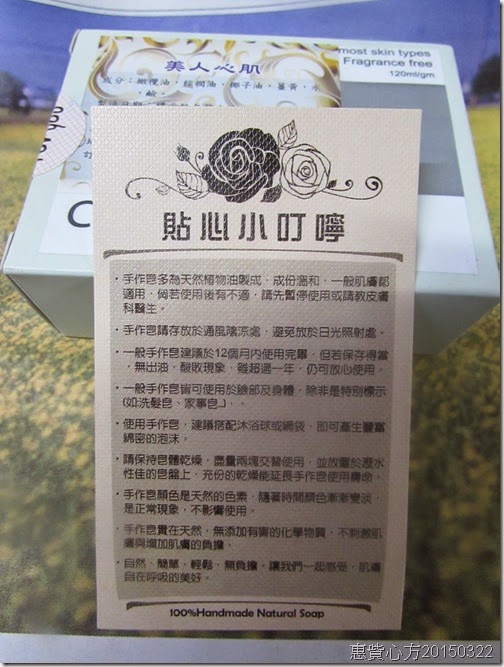 美人心肌
most skin types
Fragrance free
120ml/gm
成分：橄欖油，棕櫚油，椰子油，薑黃，水
，鹼。
C
貼心小叮嚀
·手作皂多為天然植物油製成，成份溫和，一般肌膚都
適用，倘若使用後有不適，請先暫停使用或請教皮膚
科醫生。
·手作皂請存放於通風陰涼處，避免放於日光照射處。
·一般手作皂建議於12個月內使用完畢，但若保存得當
，無出油，酸敗現象，雖超過一年，仍可放心使用。
·一般手作皂皆可使用於臉部及身體，除非是特別標示
(如:洗髮皂、家事皂..)，。
·使用手作皂，建議搭配沐浴球或網袋，即可產生豐富
綿密的泡沫。
·請保持皂體乾燥，盡量兩塊交替使用，並放置於瀝水
性佳的皂盤上，充份的乾燥能延長手作皂使用壽命。
·手作皂顏色是天然的色素，隨著時間顏色漸漸變淡，
是正常現象，不影響使用。
·手作皂貴在天然，無添加有害的化學物質，不刺激肌
膚與增加肌膚的負擔，
·自然、簡單、輕鬆，無負擔，讓我們一起感受，肌膚
自在呼吸的美好。
100%Handmade Natural Soap
惠貲心方20150322